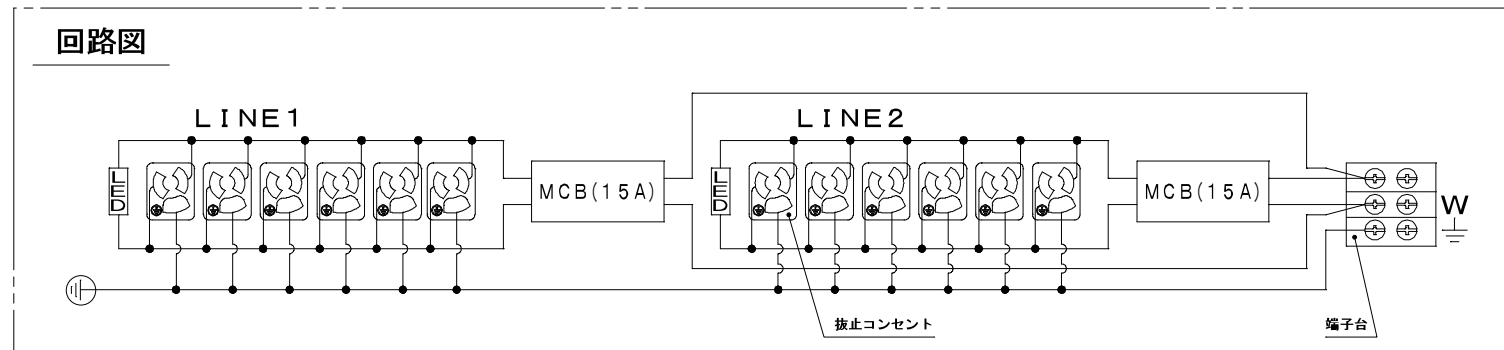 回路図
LINE1
LINE2
LED
MCB(15A)
LED
MCB(15A)
W
抜止コンセント
端子台